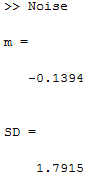 >> Noise
m =
-0.1394
SD =
1.7915